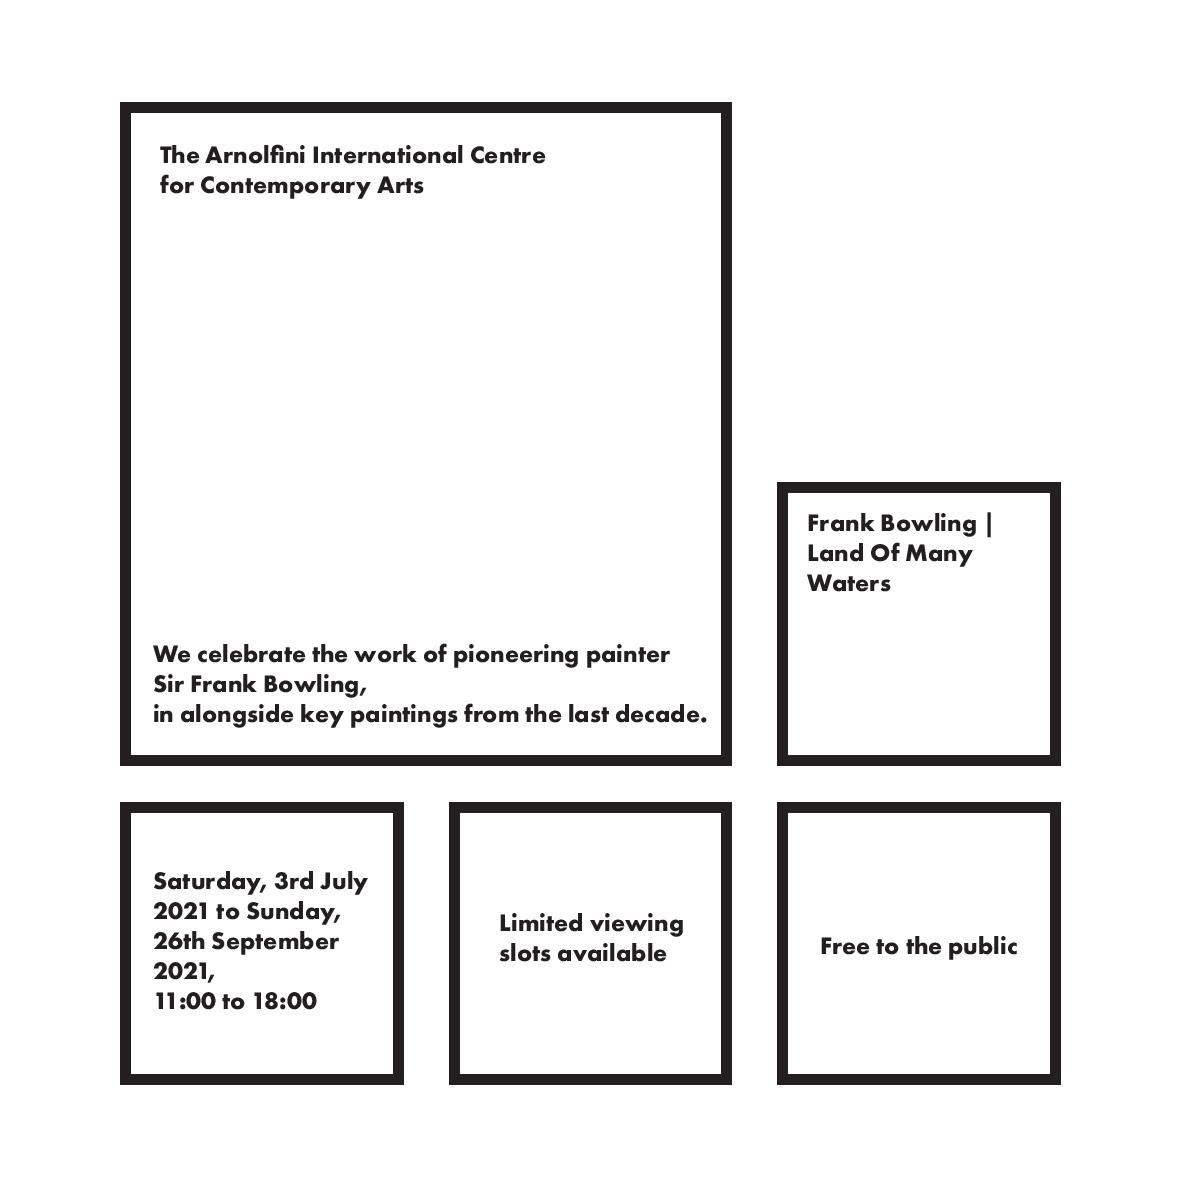 The Arnolfini International Centre
for Contemporary Arts
We celebrate the work of pioneering painter
Sir Frank Bowling,
in alongside key paintings from the last decade.
Frank Bowling |
Land Of Many
Waters
Saturday, 3rd July
2021 to Sunday,
26th September
2021,
11:00 to 18:00
Limited viewing
slots available
Free to the public